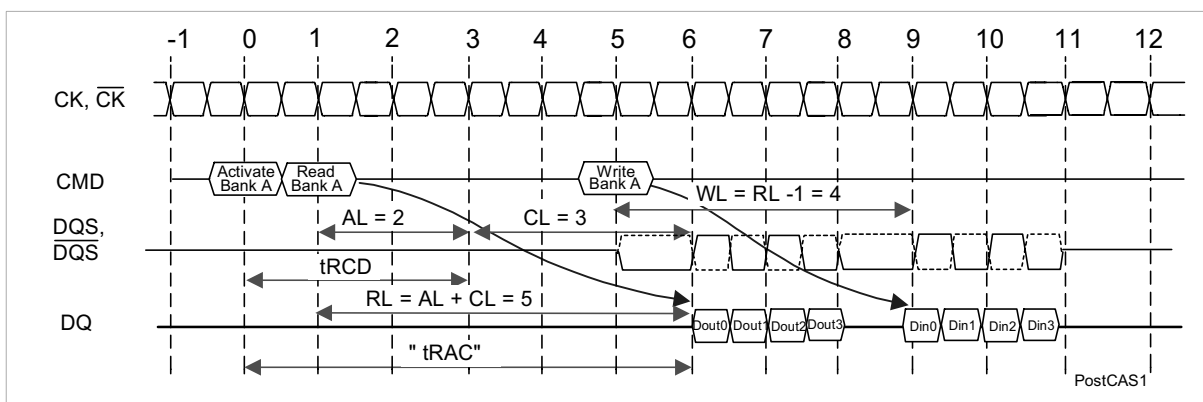 -1 0 1 2 3 4 5 6 7 8 9 10 11 12
CK, C̅K̅
Activate Bank A
Read Bank A
Write Bank A
CMD
WL = RL -1 = 4
AL = 2
CL = 3
DQS,
D̅Q̅S̅
tRCD
RL = AL + CL = 5
DQ
Dout0 Dout1 Dout2 Dout3
Din0 Din1 Din2 Din3
" tRAC"
PostCAS1